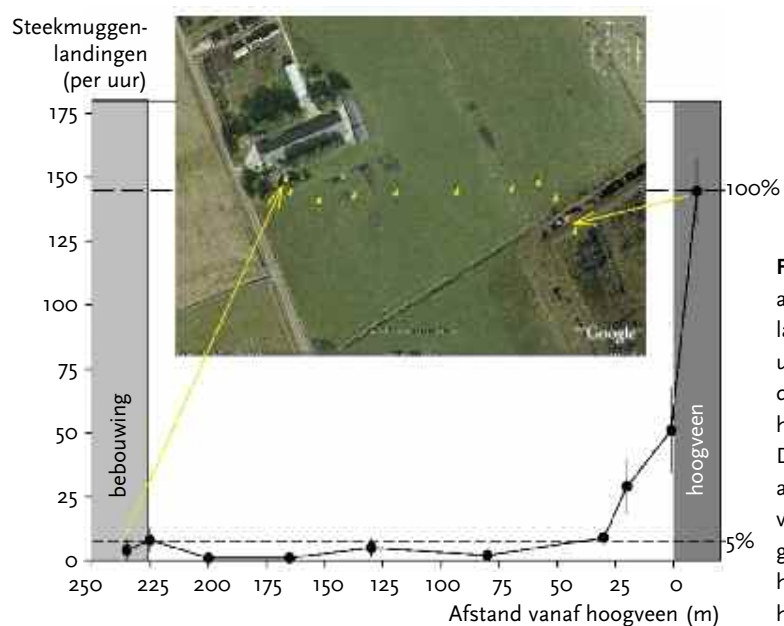 Steekmuggen-
landingen
(per uur)
175
150
125
100
75
50
25
0
100%
5%
bebouwing
hoogveen
Google
250 225 200 175 150 125 100 75 50 25 0
Afstand vanaf hoogveen (m)
F
a
la
u
h
D
a
v
g
h
h